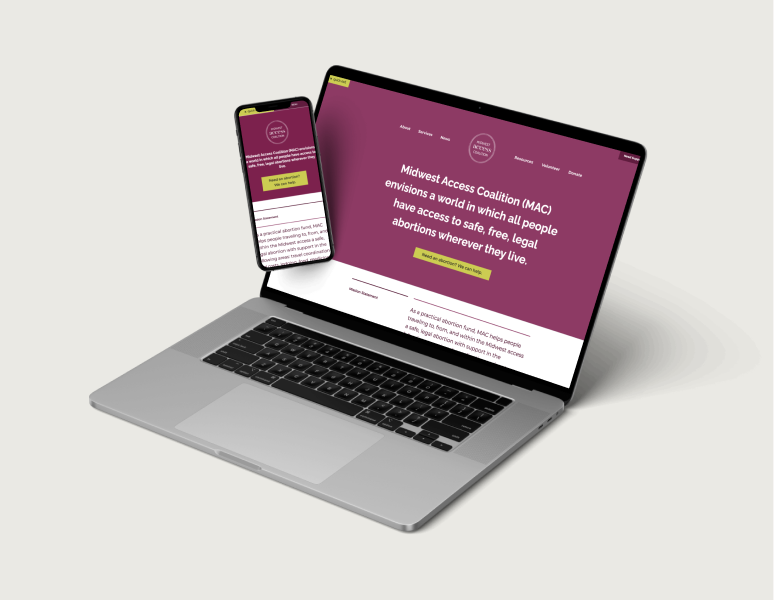 Quick Exit
MIDWEST
access
COALITION
Midwest Access Coalition (MAC) envisions
a world in which all people have access to
safe, free, legal abortions wherever they
live.
Need an abortion?
We can help.
Mission Statement
As a practical abortion fund, MAC
helps people traveling to, from, and
within the Midwest access a safe,
legal abortion with support in the
following areas: travel coordination
Quick Exit
About
Services
News
MIDWEST
access
COALITION
Resources
Volunteer
Donate
Midwest Access Coalition (MAC)
envisions a world in which all people
have access to safe, free, legal
abortions wherever they live.
Need an abortion? We can help.
Mission Statement
As a practical abortion fund, MAC helps people
traveling to, from, and within the Midwest access
a safe, legal abortion with support in the